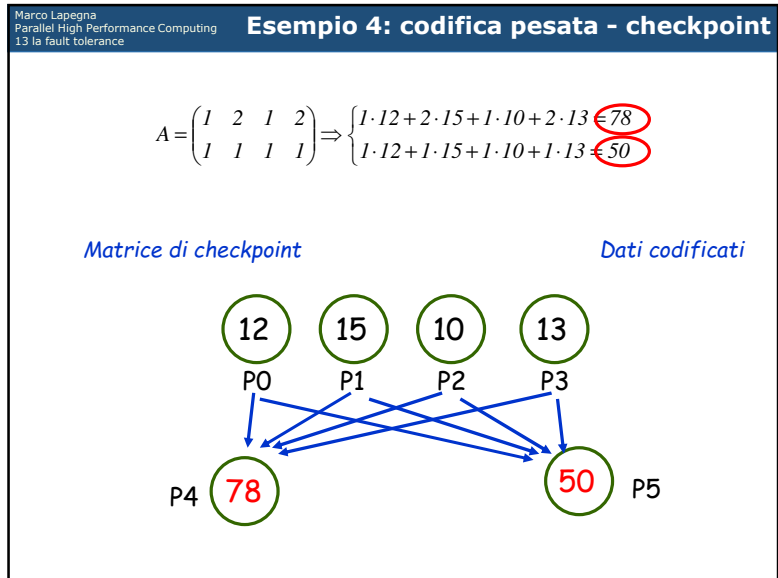 Marco Lapegna
Parallel High Performance Computing
13 la fault tolerance
Esempio 4: codifica pesata - checkpoint
A = (1 2 1 2 / 1 1 1 1) ⇒ { 1·12+2·15+1·10+2·13=78
1·12+1·15+1·10+1·13=50
Matrice di checkpoint Dati codificati
12 15 10 13
P0 P1 P2 P3
P4 78 50 P5